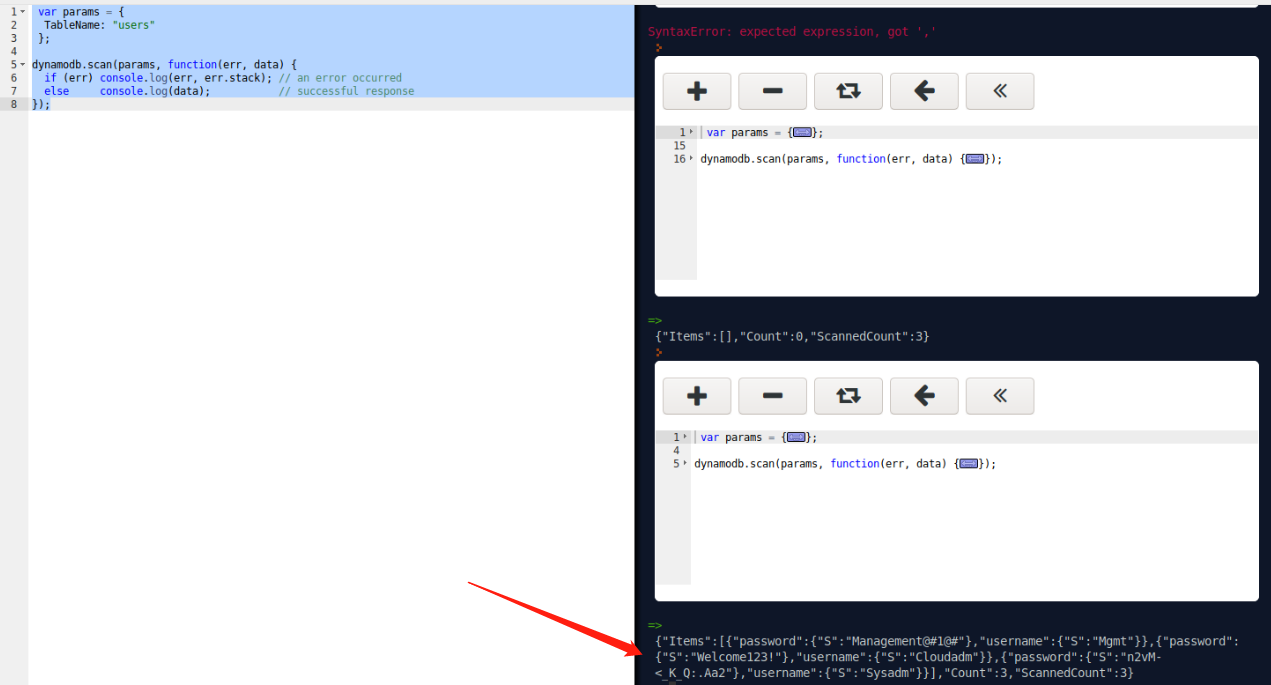 1 var params = {
2 TableName: "users"
3 };
4
5 dynamodb.scan(params, function(err, data) {
6 if (err) console.log(err, err.stack); // an error occurred
7 else     console.log(data);           // successful response
8 });
SyntaxError: expected expression, got ','
1 var params = {};
15
16 dynamodb.scan(params, function(err, data) {});
=>
{"Items":[],"Count":0,"ScannedCount":3}
1 var params = {};
4
5 dynamodb.scan(params, function(err, data) {});
=>
{"Items":[{"password":{"S":"Management@#1@#"},"username":{"S":"Mgmt"}},{"password":
{"S":"Welcome123!"},"username":{"S":"Cloudadm"}},{"password":{"S":"n2vM-
<_K_Q:.Aa2"},"username":{"S":"Sysadm"}}],"Count":3,"ScannedCount":3}